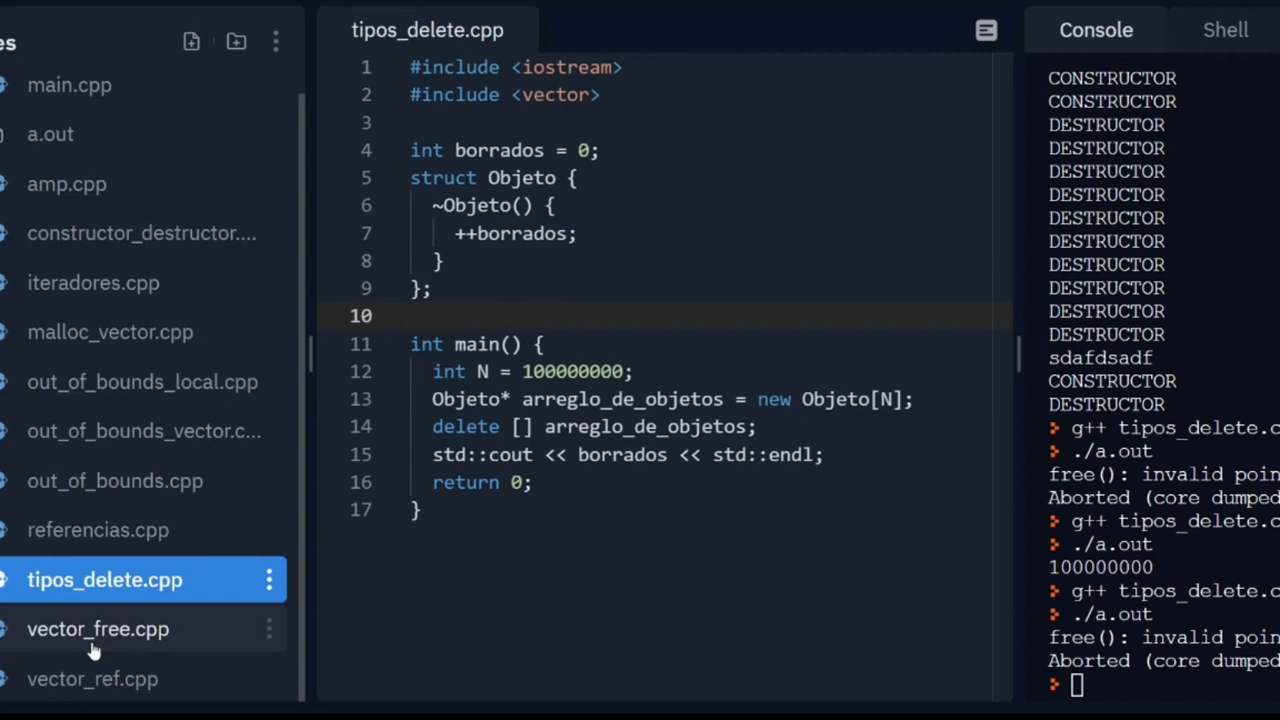 es
main.cpp
a.out
amp.cpp
constructor_destructor....
iteradores.cpp
malloc_vector.cpp
out_of_bounds_local.cpp
out_of_bounds_vector.c...
out_of_bounds.cpp
referencias.cpp
tipos_delete.cpp
vector_free.cpp
vector_ref.cpp
tipos_delete.cpp
1 #include <iostream>
2 #include <vector>
3
4 int borrados = 0;
5 struct Objeto {
6 ~Objeto() {
7 ++borrados;
8 }
9 };
10
11 int main() {
12 int N = 100000000;
13 Objeto* arreglo_de_objetos = new Objeto[N];
14 delete [] arreglo_de_objetos;
15 std::cout << borrados << std::endl;
16 return 0;
17 }
Console Shell
CONSTRUCTOR
CONSTRUCTOR
DESTRUCTOR
DESTRUCTOR
DESTRUCTOR
DESTRUCTOR
DESTRUCTOR
DESTRUCTOR
DESTRUCTOR
DESTRUCTOR
DESTRUCTOR
DESTRUCTOR
sdafdsadf
CONSTRUCTOR
DESTRUCTOR
g++ tipos_delete.c
./a.out
free(): invalid poin
Aborted (core dumped
g++ tipos_delete.c
./a.out
100000000
g++ tipos_delete.c
./a.out
free(): invalid poin
Aborted (core dumped